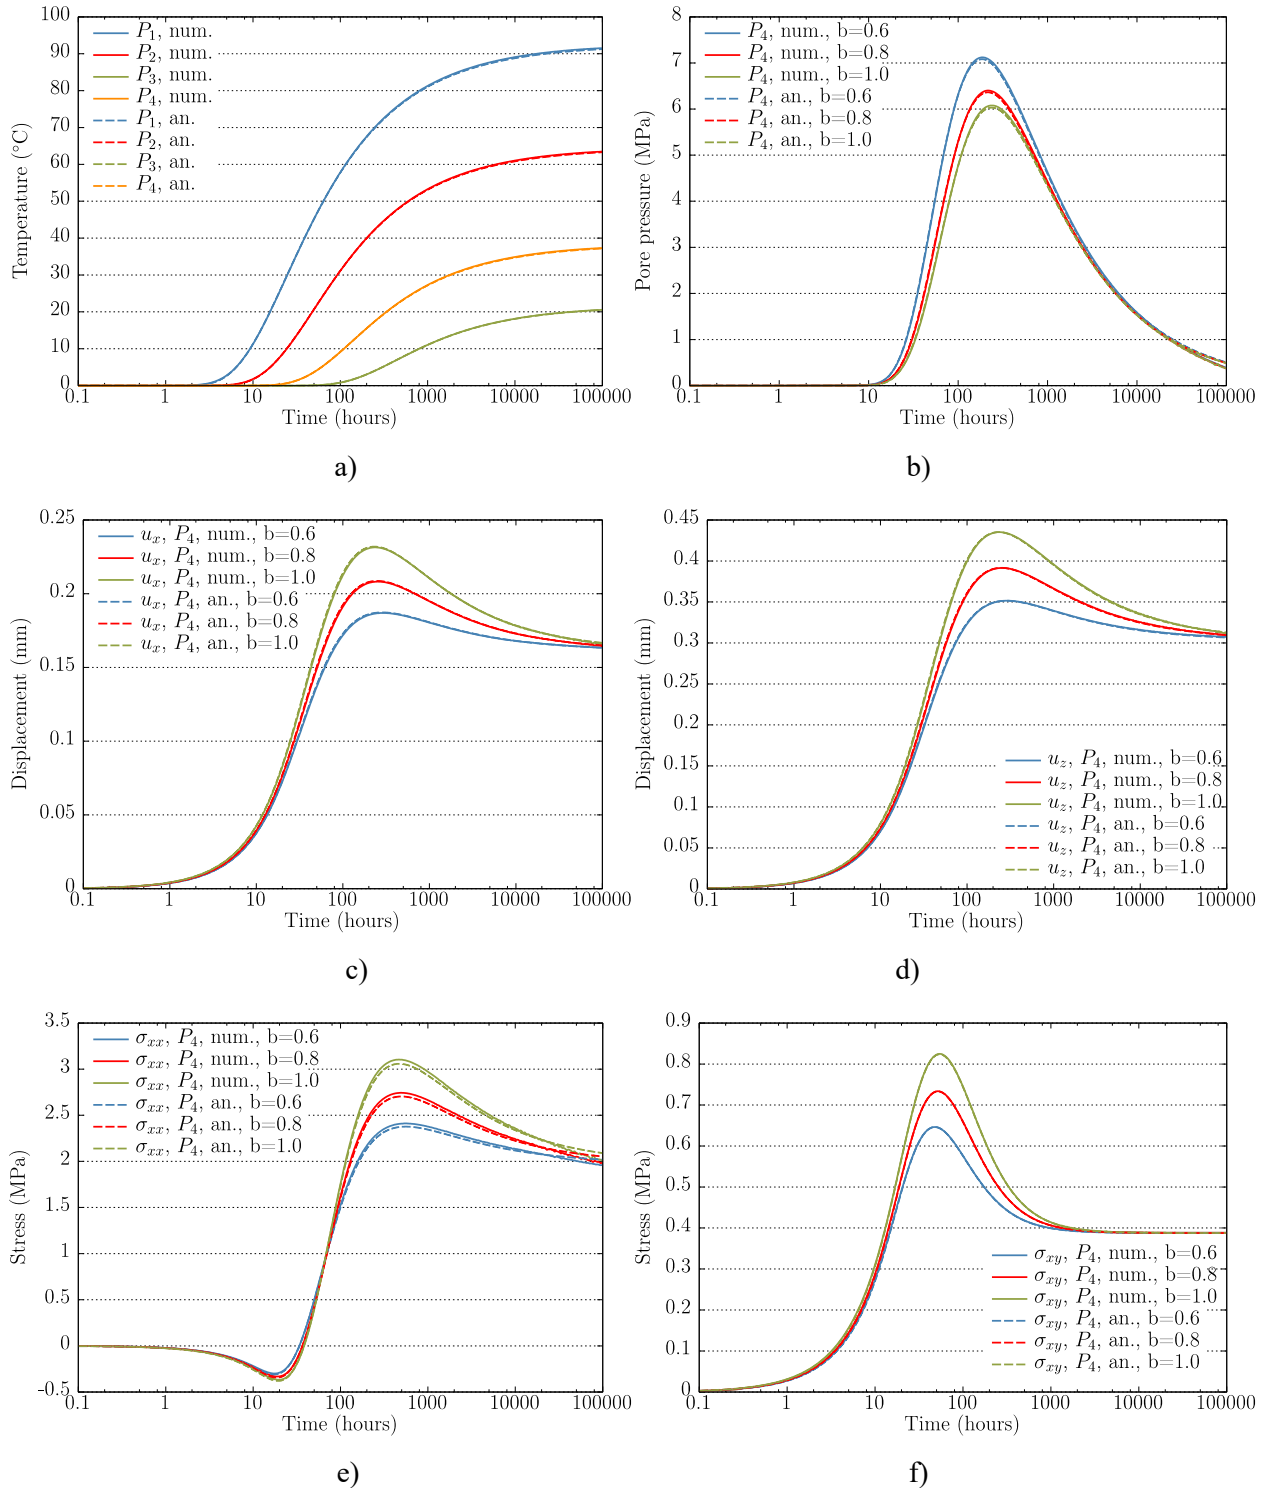 100
90
80
70
60
50
40
30
20
10
0
Temperature (°C)
P1, num.
P2, num.
P3, num.
P4, num.
P1, an.
P2, an.
P3, an.
P4, an.
0.1 1 10 100 1000 10000 100000
Time (hours)
a)
8
7
6
5
4
3
2
1
0
Pore pressure (MPa)
P4, num., b=0.6
P4, num., b=0.8
P4, num., b=1.0
P4, an., b=0.6
P4, an., b=0.8
P4, an., b=1.0
0.1 1 10 100 1000 10000 100000
Time (hours)
b)
0.25
0.2
0.15
0.1
0.05
0
Displacement (mm)
ux, P4, num., b=0.6
ux, P4, num., b=0.8
ux, P4, num., b=1.0
ux, P4, an., b=0.6
ux, P4, an., b=0.8
ux, P4, an., b=1.0
0.1 1 10 100 1000 10000 100000
Time (hours)
c)
0.45
0.4
0.35
0.3
0.25
0.2
0.15
0.1
0.05
0
Displacement (mm)
uz, P4, num., b=0.6
uz, P4, num., b=0.8
uz, P4, num., b=1.0
uz, P4, an., b=0.6
uz, P4, an., b=0.8
uz, P4, an., b=1.0
0.1 1 10 100 1000 10000 100000
Time (hours)
d)
3.5
3
2.5
2
1.5
1
0.5
0
-0.5
Stress (MPa)
σxx, P4, num., b=0.6
σxx, P4, num., b=0.8
σxx, P4, num., b=1.0
σxx, P4, an., b=0.6
σxx, P4, an., b=0.8
σxx, P4, an., b=1.0
0.1 1 10 100 1000 10000 100000
Time (hours)
e)
0.9
0.8
0.7
0.6
0.5
0.4
0.3
0.2
0.1
0
Stress (MPa)
σxy, P4, num., b=0.6
σxy, P4, num., b=0.8
σxy, P4, num., b=1.0
σxy, P4, an., b=0.6
σxy, P4, an., b=0.8
σxy, P4, an., b=1.0
0.1 1 10 100 1000 10000 100000
Time (hours)
f)